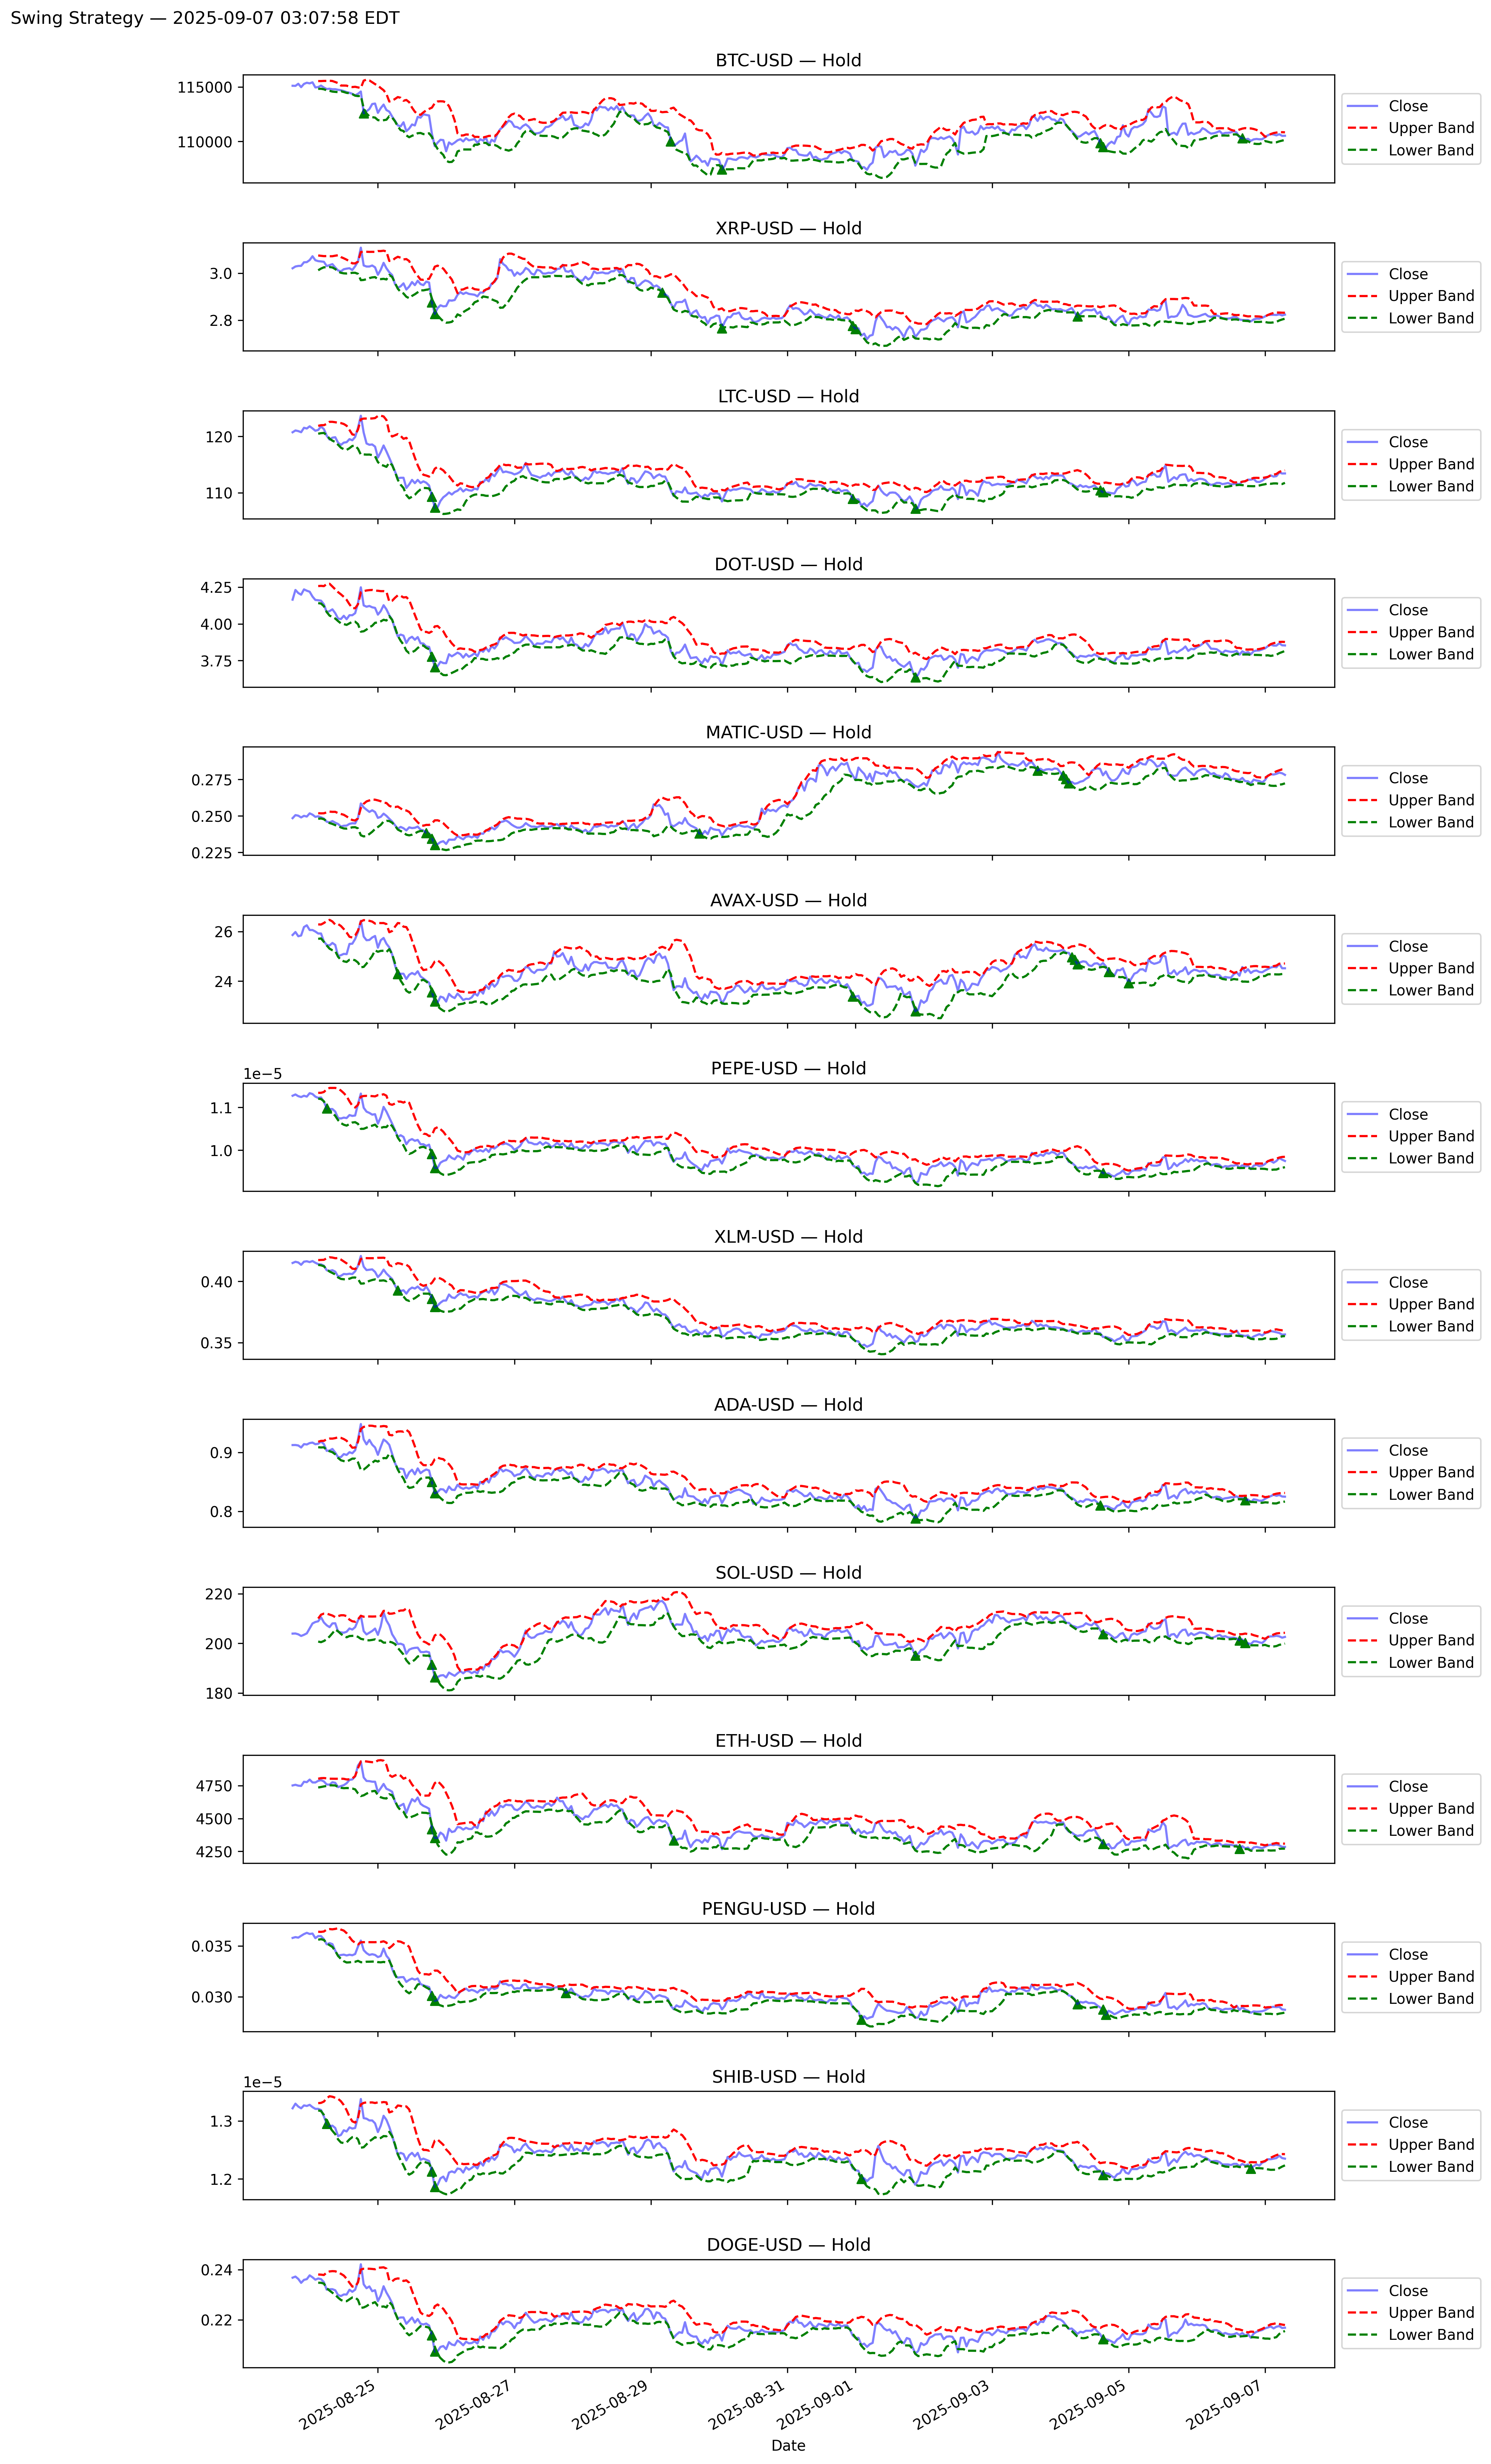 Swing Strategy — 2025-09-07 03:07:58 EDT
BTC-USD — Hold
115000
110000
Close
Upper Band
Lower Band
XRP-USD — Hold
3.0
2.8
Close
Upper Band
Lower Band
LTC-USD — Hold
120
110
Close
Upper Band
Lower Band
DOT-USD — Hold
4.25
4.00
3.75
Close
Upper Band
Lower Band
MATIC-USD — Hold
0.275
0.250
0.225
Close
Upper Band
Lower Band
AVAX-USD — Hold
26
24
Close
Upper Band
Lower Band
PEPE-USD — Hold
1e−5
1.1
1.0
Close
Upper Band
Lower Band
XLM-USD — Hold
0.40
0.35
Close
Upper Band
Lower Band
ADA-USD — Hold
0.9
0.8
Close
Upper Band
Lower Band
SOL-USD — Hold
220
200
180
Close
Upper Band
Lower Band
ETH-USD — Hold
4750
4500
4250
Close
Upper Band
Lower Band
PENGU-USD — Hold
0.035
0.030
Close
Upper Band
Lower Band
SHIB-USD — Hold
1e−5
1.3
1.2
Close
Upper Band
Lower Band
DOGE-USD — Hold
0.24
0.22
Close
Upper Band
Lower Band
2025-08-25
2025-08-27
2025-08-29
2025-08-31
2025-09-01
2025-09-03
2025-09-05
2025-09-07
Date